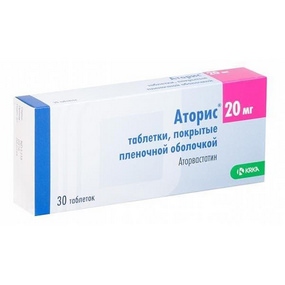 Аторис® 20 мг
таблетки, покрытые
пленочной оболочкой
Аторвастатин
30 таблеток
KRKA